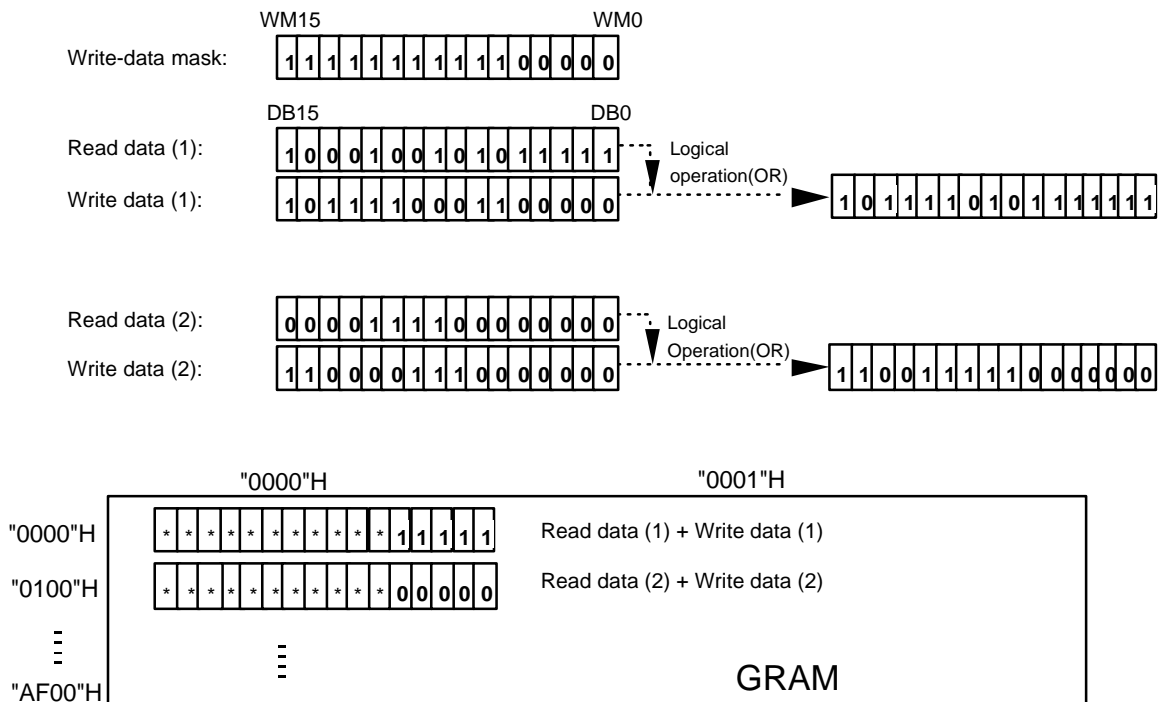 WM15 WM0
Write-data mask: 1 1 1 1 1 1 1 1 1 1 1 0 0 0 0 0
DB15 DB0
Read data (1): 1 0 0 0 1 0 0 1 0 1 0 1 1 1 1 1
Logical
operation(OR)
Write data (1): 1 0 1 1 1 1 0 0 0 1 1 0 0 0 0 0
1 0 1 1 1 1 0 1 0 1 1 1 1 1 1 1
Read data (2): 0 0 0 0 1 1 1 1 0 0 0 0 0 0 0 0
Logical
Operation(OR)
Write data (2): 1 1 0 0 0 0 1 1 1 0 0 0 0 0 0 0
1 1 0 0 1 1 1 1 1 0 0 0 0 0 0 0
"0000"H "0001"H
"0000"H * * * * * * * * * * * 1 1 1 1 1 Read data (1) + Write data (1)
"0100"H * * * * * * * * * * * 0 0 0 0 0 Read data (2) + Write data (2)
GRAM
"AF00"H